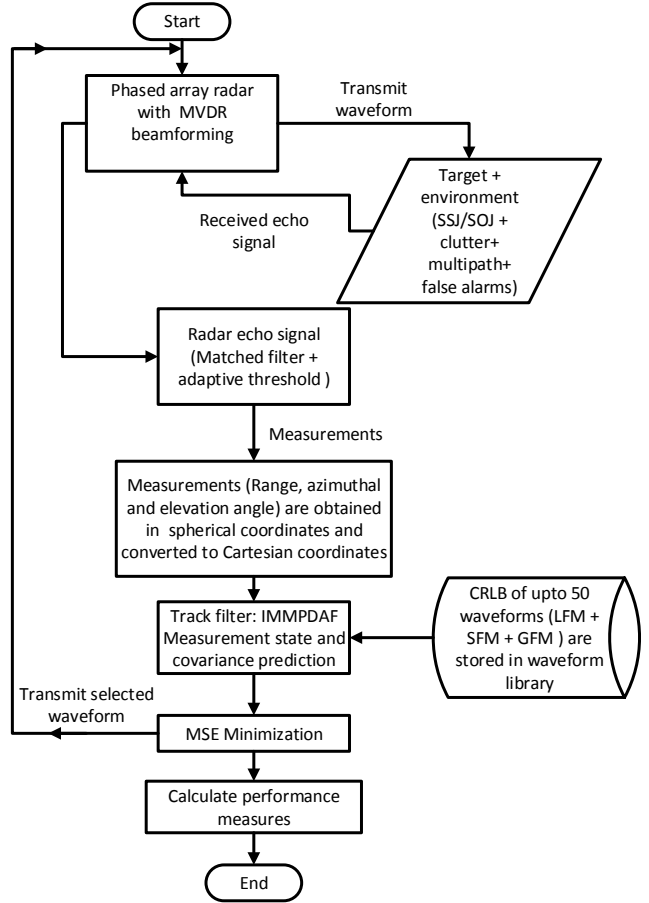 Start
Phased array radar
with MVDR
beamforming
Transmit
waveform
Target +
environment
(SSJ/SOJ +
clutter+
multipath+
false alarms)
Received echo
signal
Radar echo signal
(Matched filter +
adaptive threshold )
Measurements
Measurements (Range, azimuthal
and elevation angle) are obtained
in spherical coordinates and
converted to Cartesian coordinates
Track filter: IMMPDAF
Measurement state and
covariance prediction
CRLB of upto 50
waveforms (LFM +
SFM + GFM ) are
stored in waveform
library
Transmit selected
waveform
MSE Minimization
Calculate performance
measures
End